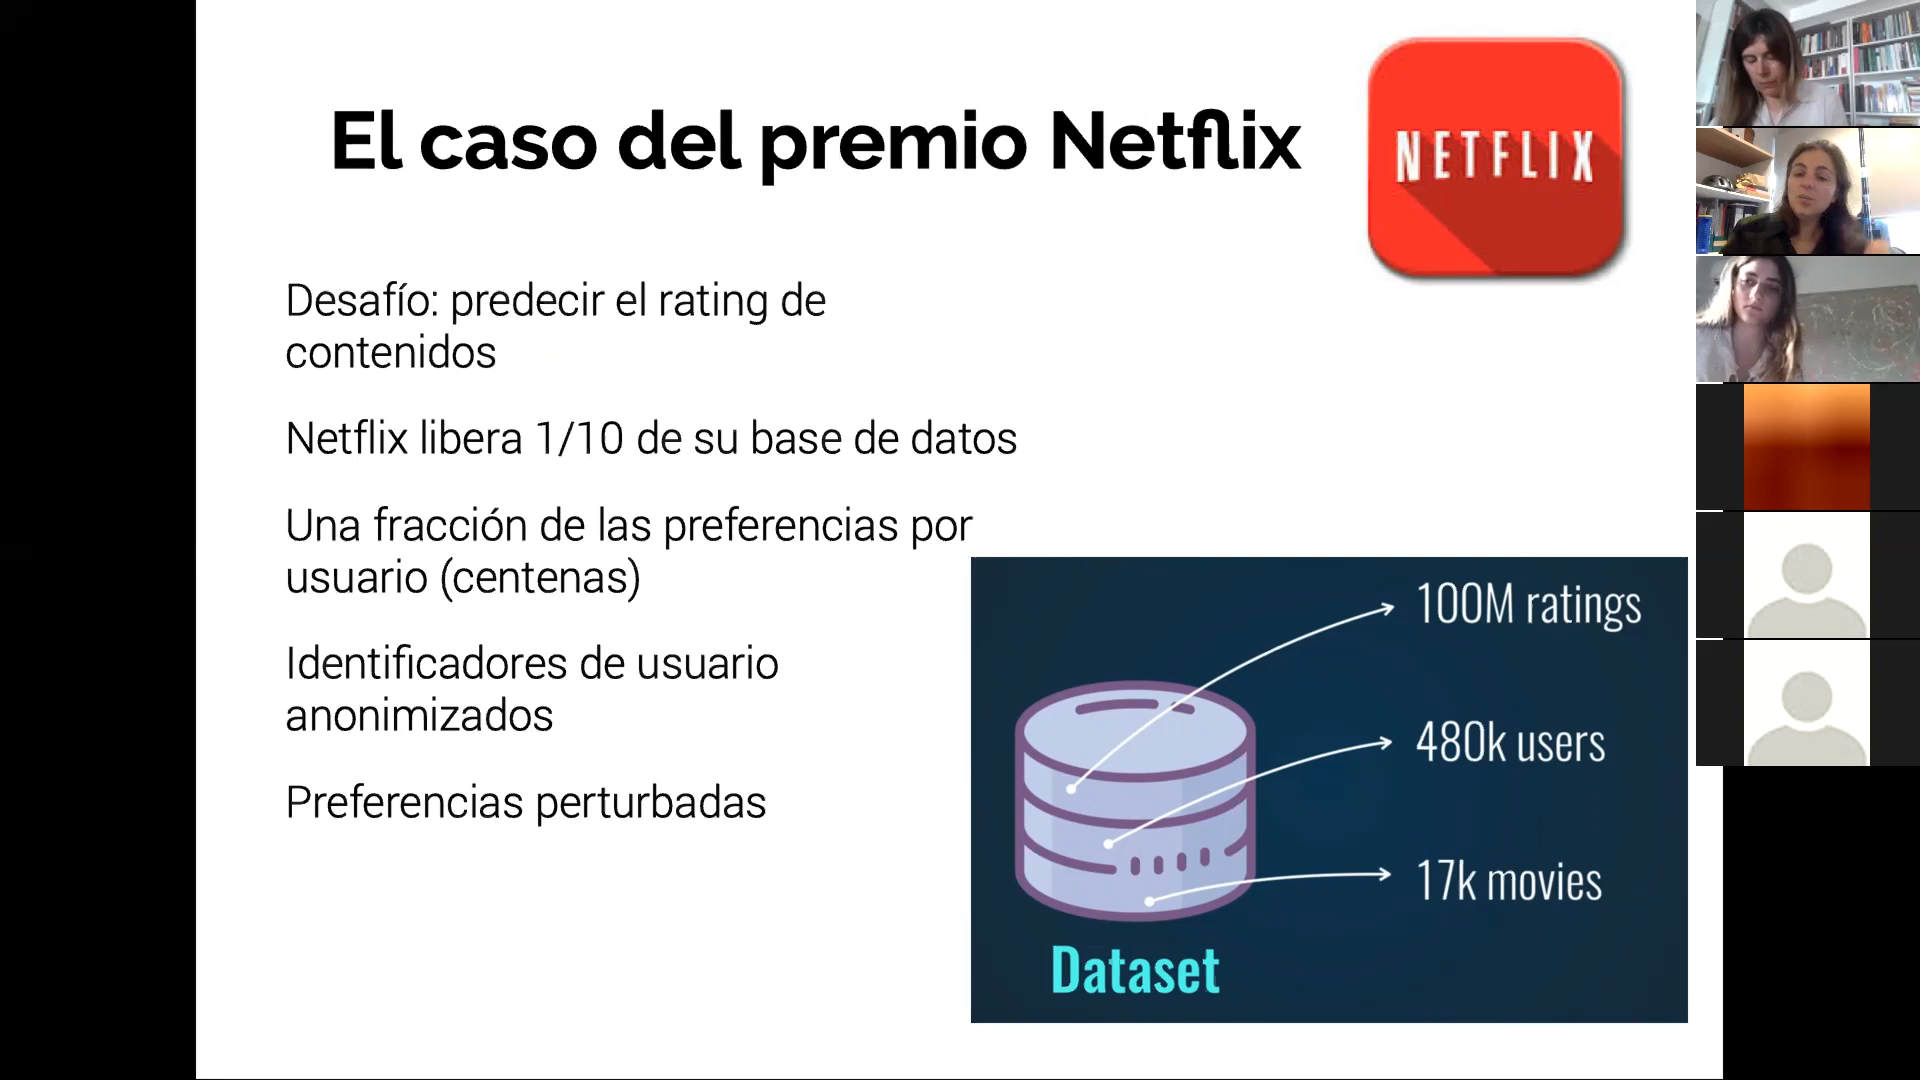 El caso del premio Netflix
NETFLIX
Desafío: predecir el rating de
contenidos
Netflix libera 1/10 de su base de datos
Una fracción de las preferencias por
usuario (centenas)
Identificadores de usuario
anonimizados
Preferencias perturbadas
100M ratings
480k users
17k movies
Dataset